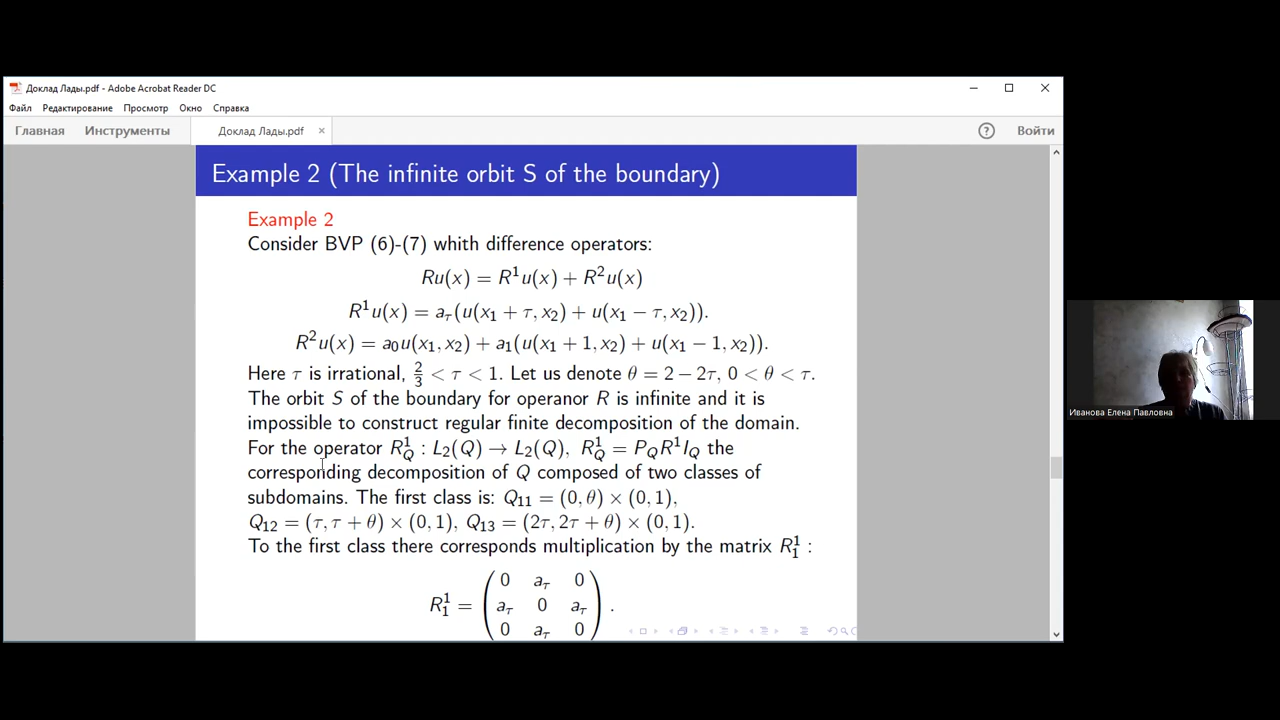 Доклад Лады.pdf - Adobe Acrobat Reader DC
Файл Редактирование Просмотр Окно Справка
Главная Инструменты Доклад Лады.pdf × ? Войти
Example 2 (The infinite orbit S of the boundary)
Example 2
Consider BVP (6)-(7) whith difference operators:
Ru(x) = R¹u(x) + R²u(x)
R¹u(x) = a_τ(u(x₁ + τ, x₂) + u(x₁ − τ, x₂)).
R²u(x) = a₀u(x₁, x₂) + a₁(u(x₁ + 1, x₂) + u(x₁ − 1, x₂)).
Here τ is irrational, 2/3 < τ < 1. Let us denote θ = 2 − 2τ, 0 < θ < τ.
The orbit S of the boundary for operanor R is infinite and it is
impossible to construct regular finite decomposition of the domain.
For the operator R¹_Q : L₂(Q) → L₂(Q), R¹_Q = P_Q R¹ I_Q the
corresponding decomposition of Q composed of two classes of
subdomains. The first class is: Q₁₁ = (0, θ) × (0, 1),
Q₁₂ = (τ, τ + θ) × (0, 1), Q₁₃ = (2τ, 2τ + θ) × (0, 1).
To the first class there corresponds multiplication by the matrix R¹₁ :
0 a_τ 0
R¹₁ = ( a_τ 0 a_τ ) .
0 a_τ 0
Иванова Елена Павловна